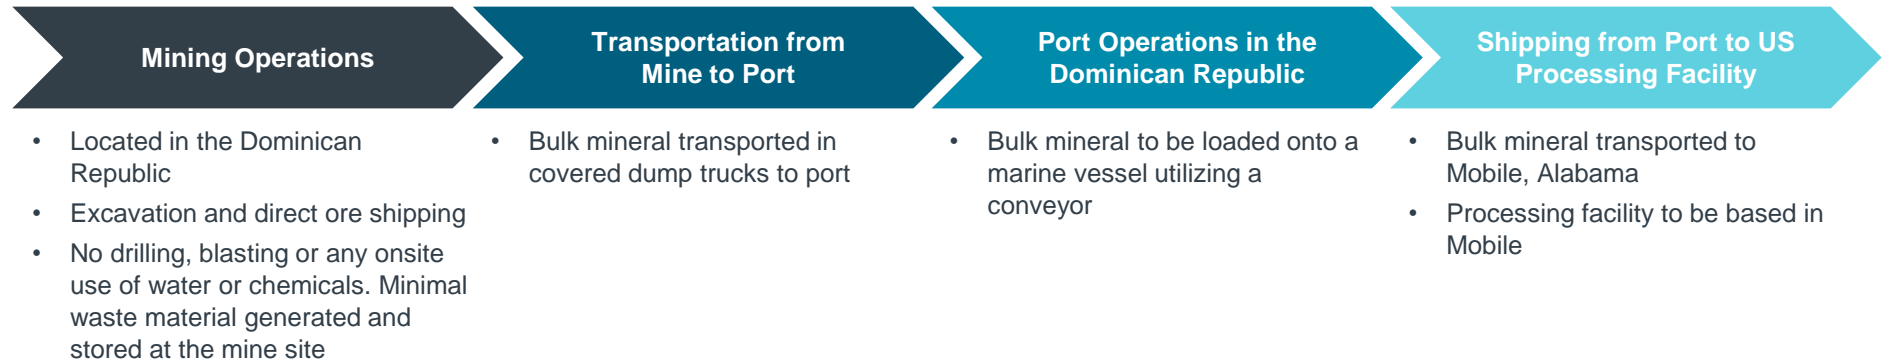 Mining Operations
Transportation from
Mine to Port
Port Operations in the
Dominican Republic
Shipping from Port to US
Processing Facility
• Located in the Dominican
Republic
• Excavation and direct ore shipping
• No drilling, blasting or any onsite
use of water or chemicals. Minimal
waste material generated and
stored at the mine site
• Bulk mineral transported in
covered dump trucks to port
• Bulk mineral to be loaded onto a
marine vessel utilizing a
conveyor
• Bulk mineral transported to
Mobile, Alabama
• Processing facility to be based in
Mobile